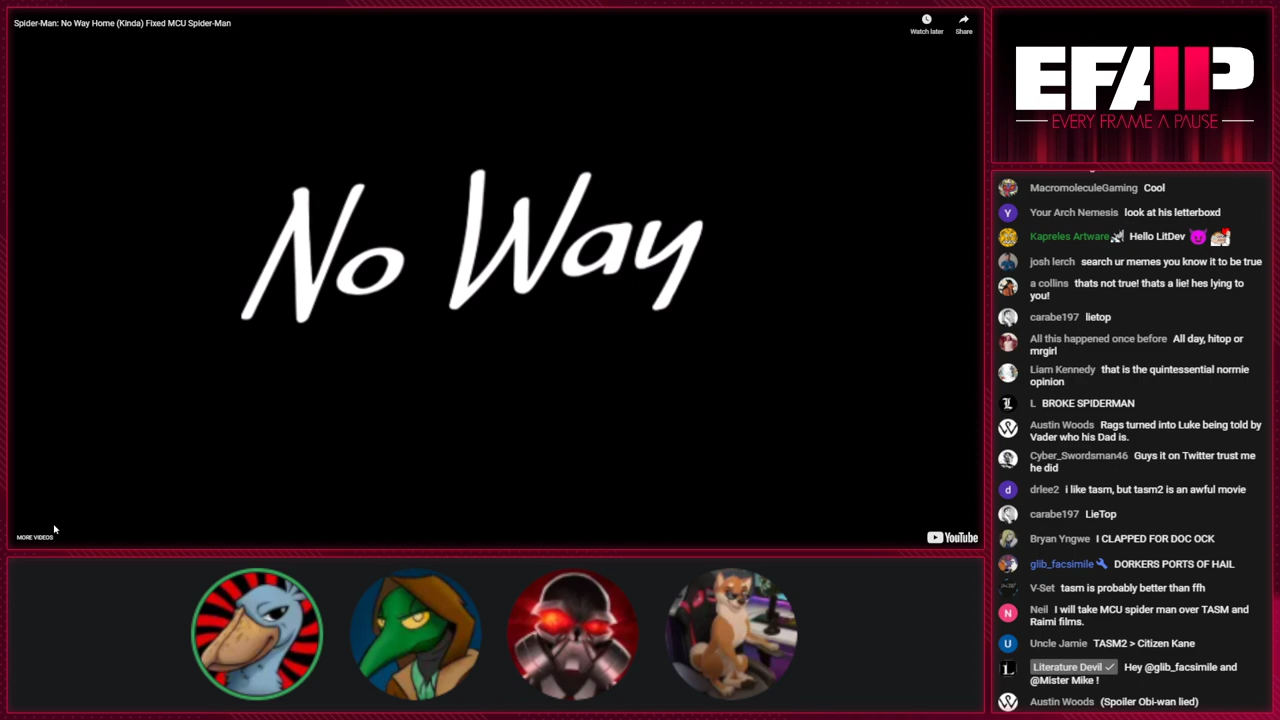 Spider-Man: No Way Home (Kinda) Fixed MCU Spider-Man
Watch later
Share
No Way
MORE VIDEOS
YouTube
EFAP
EVERY FRAME A PAUSE
MacromoleculeGaming Cool
Your Arch Nemesis look at his letterboxd
Kapreles Artware Hello LitDev
josh lerch search ur memes you know it to be true
a collins thats not true! thats a lie! hes lying to
you!
carabe197 lietop
All this happened once before All day, hitop or
mrgirl
Liam Kennedy that is the quintessential normie
opinion
L BROKE SPIDERMAN
Austin Woods Rags turned into Luke being told by
Vader who his Dad is.
Cyber_Swordsman46 Guys it on Twitter trust me
he did
drlee2 i like tasm, but tasm2 is an awful movie
carabe197 LieTop
Bryan Yngwe I CLAPPED FOR DOC OCK
glib_facsimile DORKERS PORTS OF HAIL
V-Set tasm is probably better than ffh
Neil I will take MCU spider man over TASM and
Raimi films.
Uncle Jamie TASM2 > Citizen Kane
Literature Devil Hey @glib_facsimile and
@Mister Mike !
Austin Woods (Spoiler Obi-wan lied)